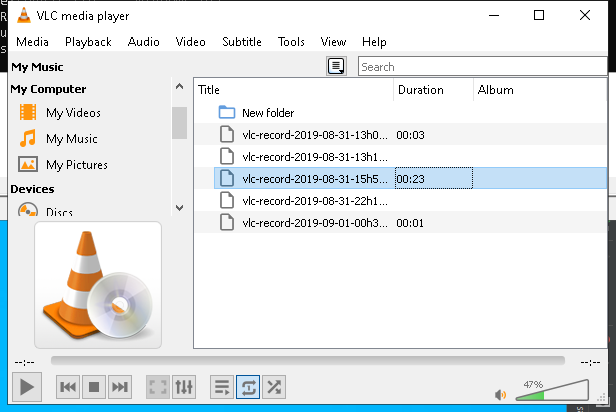 VLC media player
Media Playback Audio Video Subtitle Tools View Help
My Music
Search
My Computer
My Videos
My Music
My Pictures
Devices
Discs
Title Duration Album
New folder
vlc-record-2019-08-31-13h0... 00:03
vlc-record-2019-08-31-13h1...
vlc-record-2019-08-31-15h5... 00:23
vlc-record-2019-08-31-22h1...
vlc-record-2019-09-01-00h3... 00:01
--:-- --:--
47%